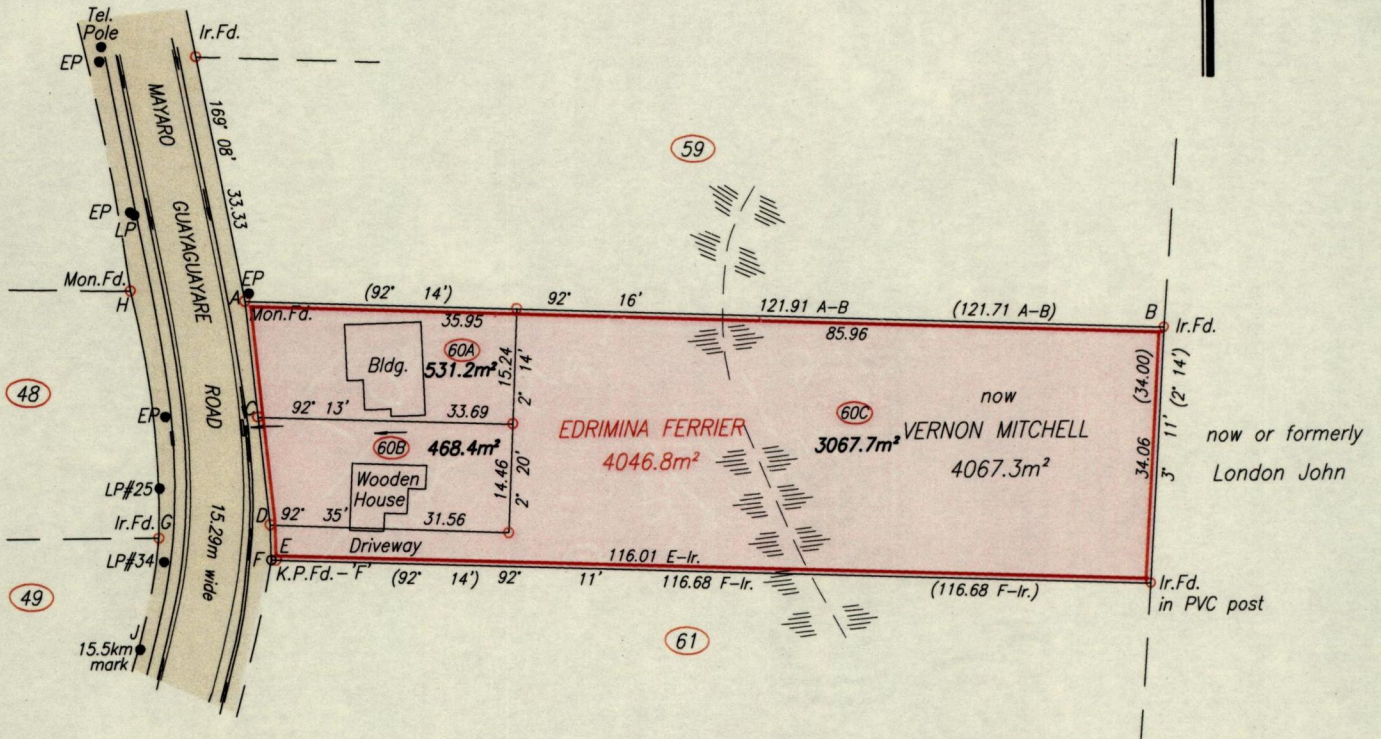 Tel.
Pole
Ir.Fd.
EP
MAYARO
GUAYAGUAYARE
ROAD
15.29m wide
169° 08'
33.33
59
EP
LP
Mon.Fd.
H
EP
A
Mon.Fd.
(92° 14')
92° 16'
121.91 A-B
(121.71 A-B)
B
Ir.Fd.
35.95
85.96
60A
531.2m²
Bldg.
15.24
2° 14'
48
EP
C
92° 13'
33.69
60B
468.4m²
14.46
2° 20'
Wooden
House
EDRIMINA FERRIER
4046.8m²
60C
3067.7m²
now
VERNON MITCHELL
4067.3m²
(34.00)
(2° 14')
34.06
3° 11'
now or formerly
London John
LP#25
Ir.Fd.
G
D
92° 35'
31.56
Driveway
LP#34
F
E
K.P.Fd.-'F'
116.01 E-Ir.
(92° 14')
92° 11'
116.68 F-Ir.
(116.68 F-Ir.)
Ir.Fd.
in PVC post
49
J
15.5km
mark
61